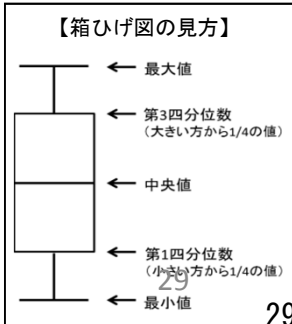 【箱ひげ図の見方】
← 最大値
← 第3四分位数
(大きい方から1/4の値)
← 中央値
← 第1四分位数
(小さい方から1/4の値)
29
← 最小値
29